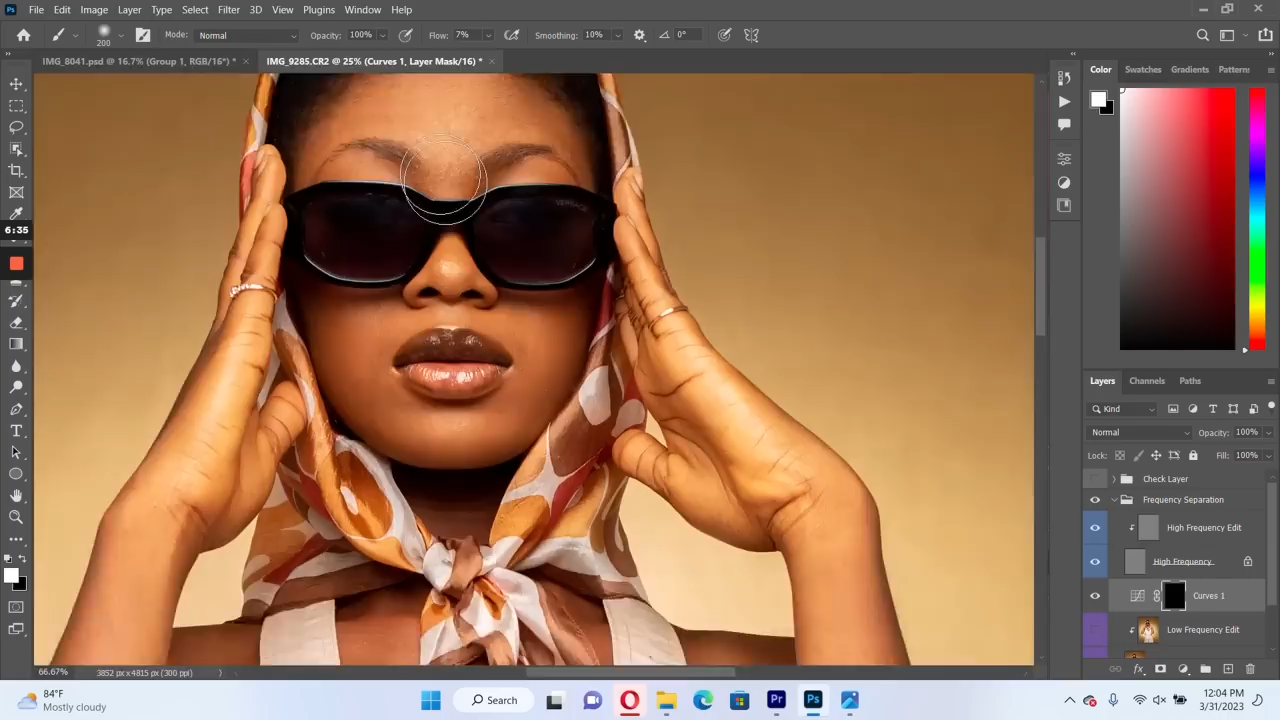 Ps File Edit Image Layer Type Select Filter 3D View Plugins Window Help
200 Mode: Normal Opacity: 100% Flow: 7% Smoothing: 10% 0°
IMG_8041.psd @ 16.7% (Group 1, RGB/16*) * × IMG_9285.CR2 @ 25% (Curves 1, Layer Mask/16) * ×
Color Swatches Gradients Patterns
6:35
Layers Channels Paths
Kind
Normal Opacity: 100%
Lock: Fill: 100%
Check Layer
Frequency Separation
High Frequency Edit
High Frequency
Curves 1
Low Frequency Edit
66.67% 3852 px x 4815 px (300 ppi)
84°F
Mostly cloudy
Search
Pr
Ps
12:04 PM
3/31/2023